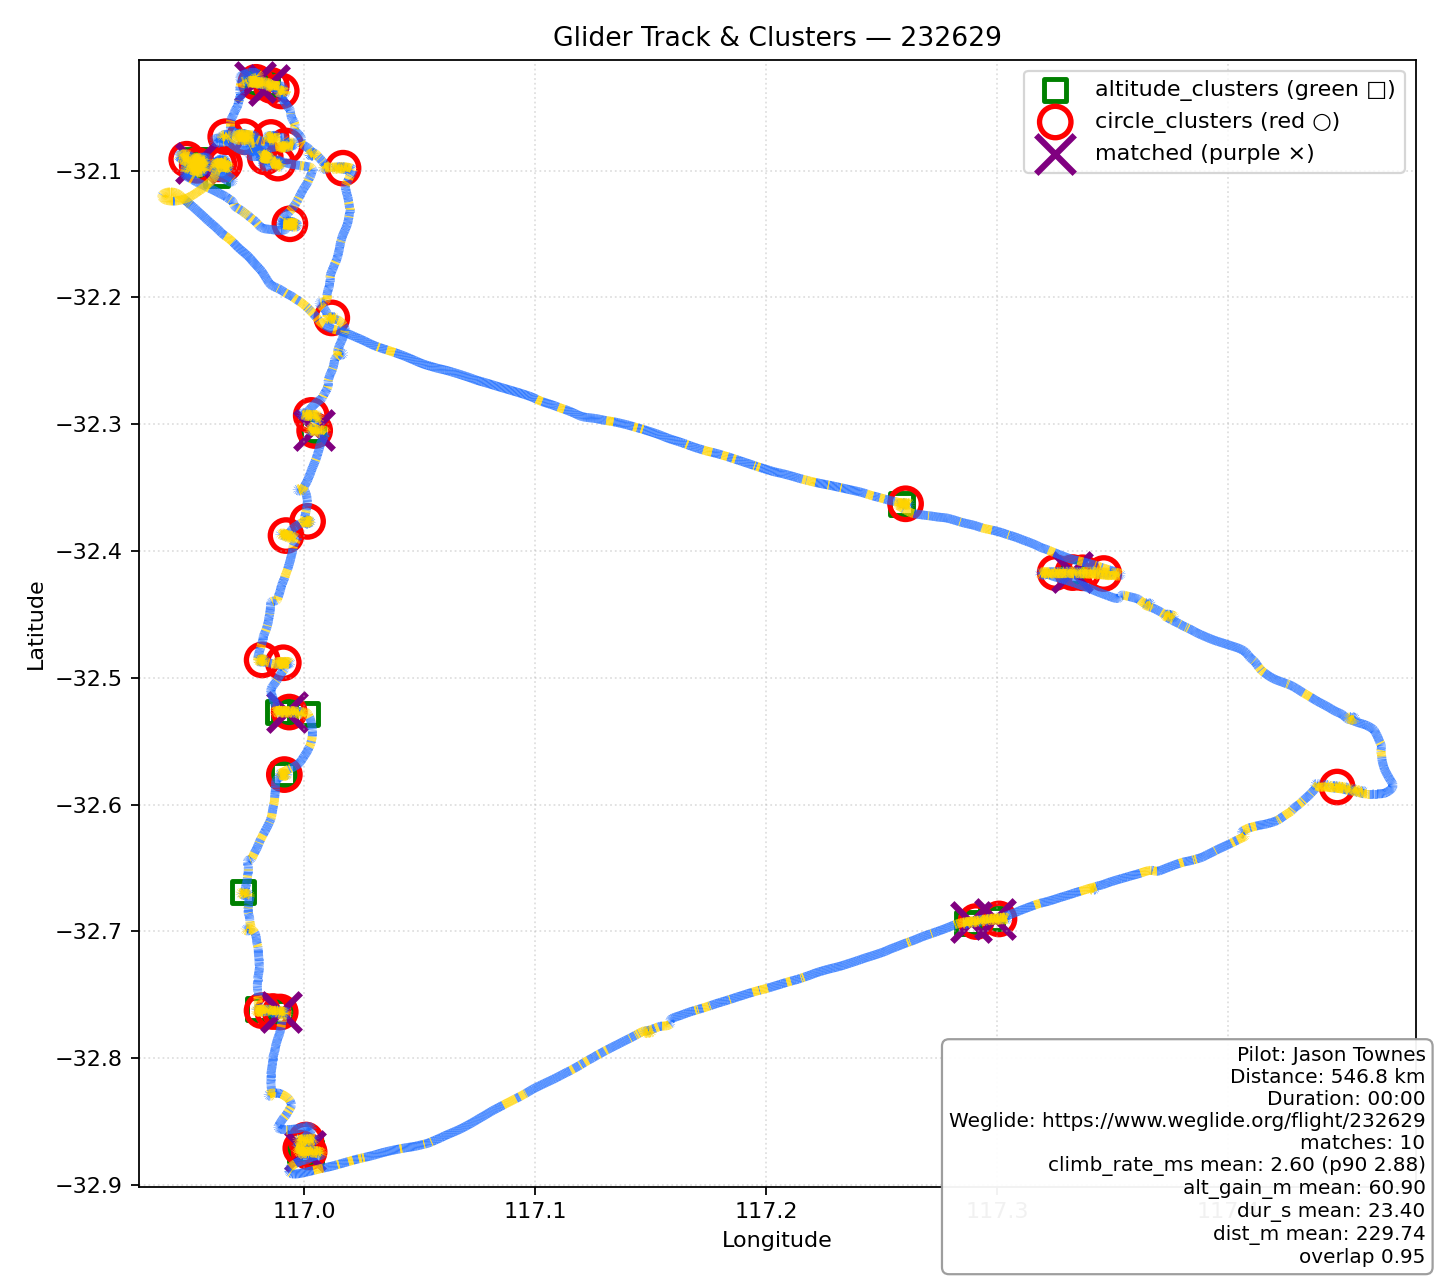 Glider Track & Clusters — 232629
altitude_clusters (green □)
circle_clusters (red ○)
matched (purple ×)
−32.1
−32.2
−32.3
−32.4
−32.5
−32.6
−32.7
−32.8
−32.9
Latitude
117.0
117.1
117.2
117.3
Longitude
Pilot: Jason Townes
Distance: 546.8 km
Duration: 00:00
Weglide: https://www.weglide.org/flight/232629
matches: 10
climb_rate_ms mean: 2.60 (p90 2.88)
alt_gain_m mean: 60.90
dur_s mean: 23.40
dist_m mean: 229.74
overlap 0.95